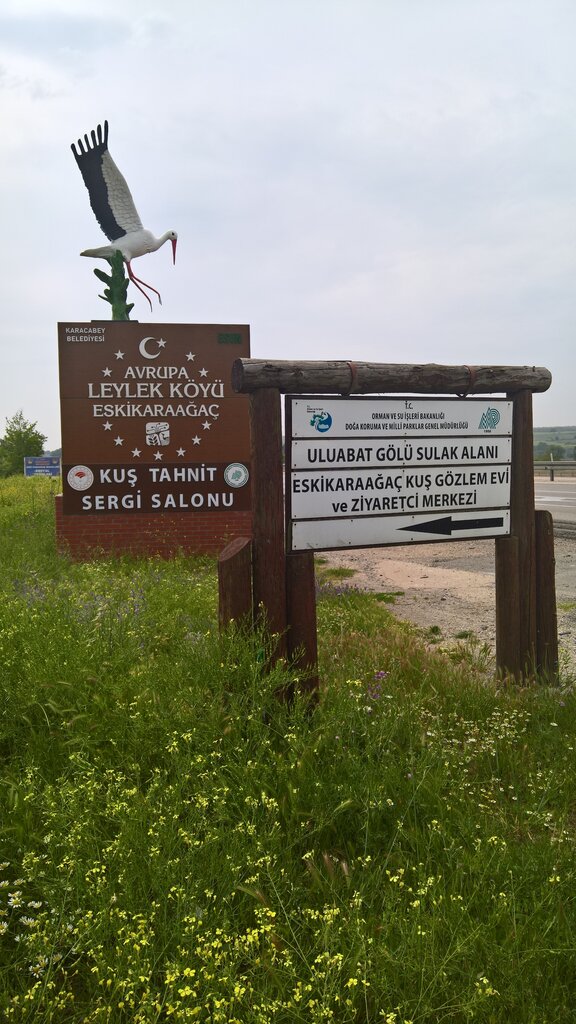 KARACABEY
BELEDİYESİ
AVRUPA
LEYLEK KÖYÜ
ESKİKARAAĞAÇ
KUŞ TAHNİT
SERGİ SALONU
T.C.
ORMAN VE SU İŞLERİ BAKANLIĞI
DOĞA KORUMA VE MİLLİ PARKLAR GENEL MÜDÜRLÜĞÜ
ULUABAT GÖLÜ SULAK ALANI
ESKİKARAAĞAÇ KUŞ GÖZLEM EVİ
ve ZİYARETÇİ MERKEZİ